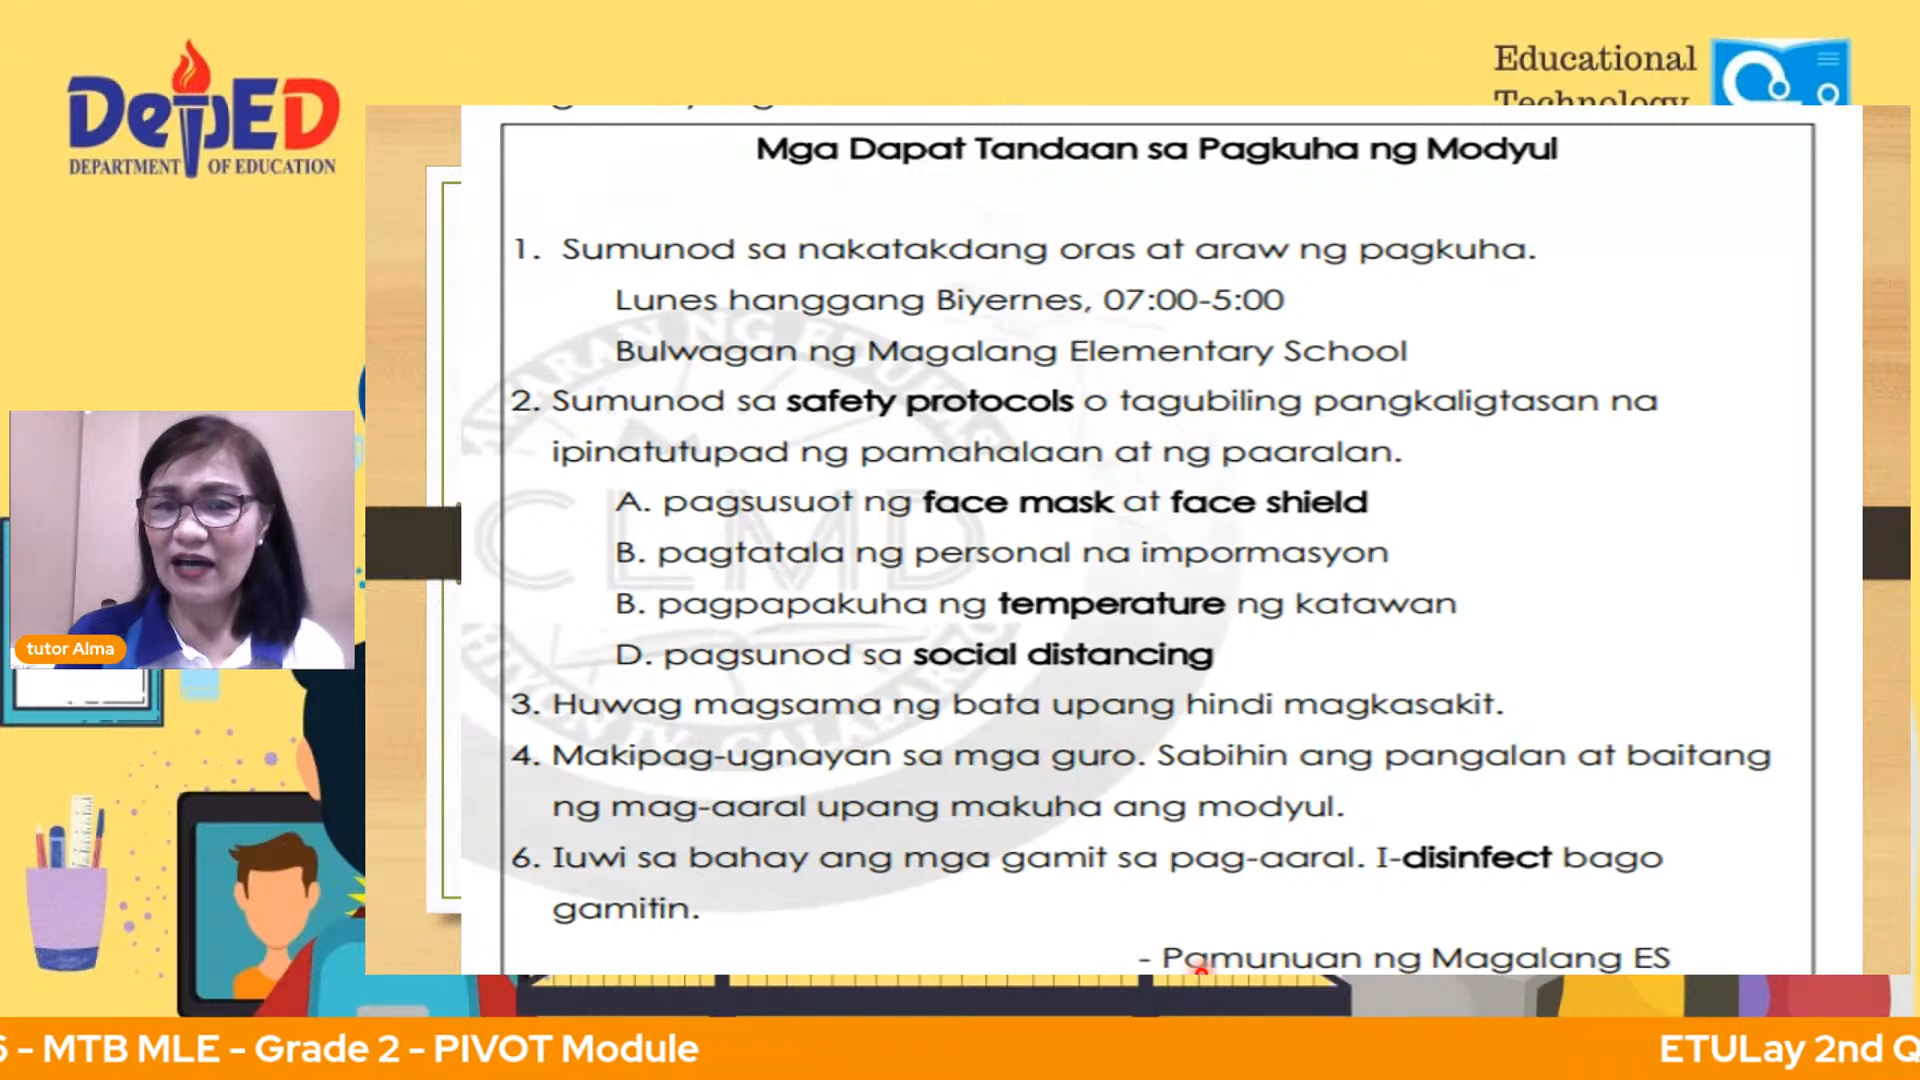 DepED
DEPARTMENT OF EDUCATION
Educational
Technology
Mga Dapat Tandaan sa Pagkuha ng Modyul
1. Sumunod sa nakatakdang oras at araw ng pagkuha.
Lunes hanggang Biyernes, 07:00-5:00
Bulwagan ng Magalang Elementary School
2. Sumunod sa safety protocols o tagubiling pangkaligtasan na
ipinatutupad ng pamahalaan at ng paaralan.
A. pagsusuot ng face mask at face shield
B. pagtatala ng personal na impormasyon
B. pagpapakuha ng temperature ng katawan
D. pagsunod sa social distancing
3. Huwag magsama ng bata upang hindi magkasakit.
4. Makipag-ugnayan sa mga guro. Sabihin ang pangalan at baitang
ng mag-aaral upang makuha ang modyul.
6. Iuwi sa bahay ang mga gamit sa pag-aaral. I-disinfect bago
gamitin.
- Pamunuan ng Magalang ES
CLMD
tutor Alma
6 - MTB MLE - Grade 2 - PIVOT Module
ETULay 2nd Q